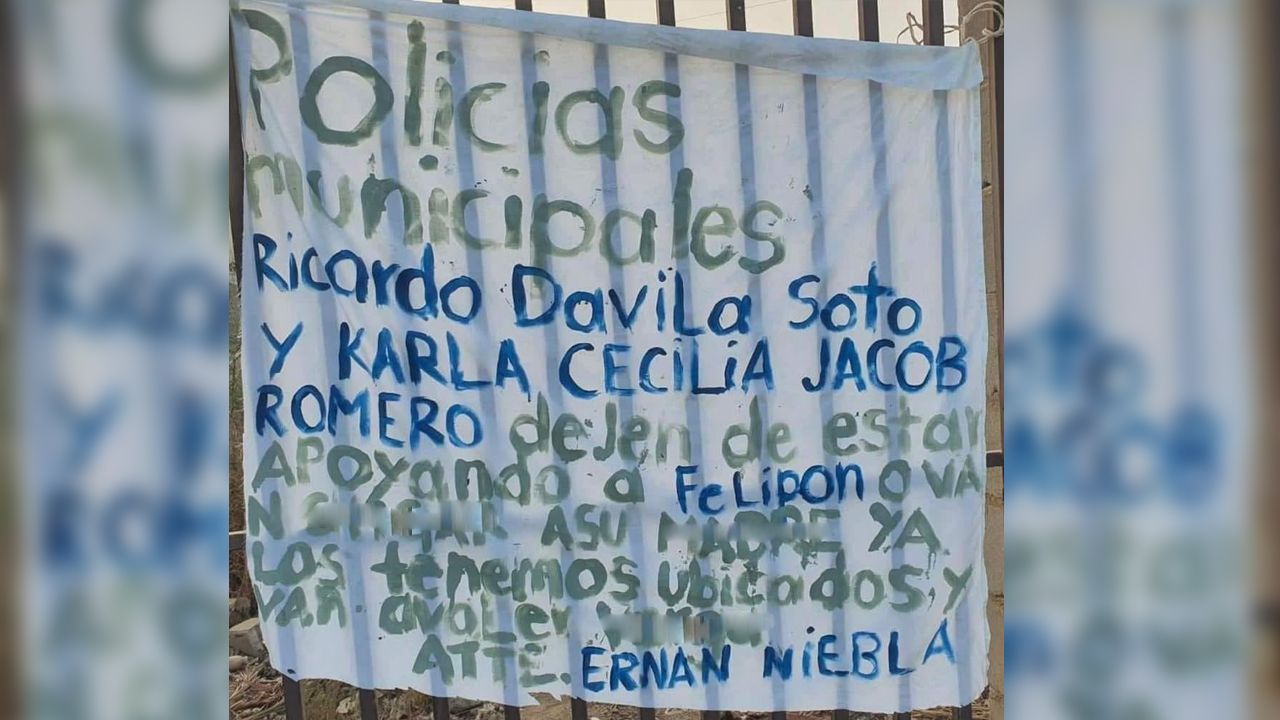 Policias
municipales
Ricardo DaviLa Soto
Y KARLA CECiLiA JACOB
ROMERO deJen de estar
APOyando a FeLipon O VA
N ASU MADRE YA
LOS tenemos ubicados, y
VAN avoLer
ATTE. ERNAN NiEBLA